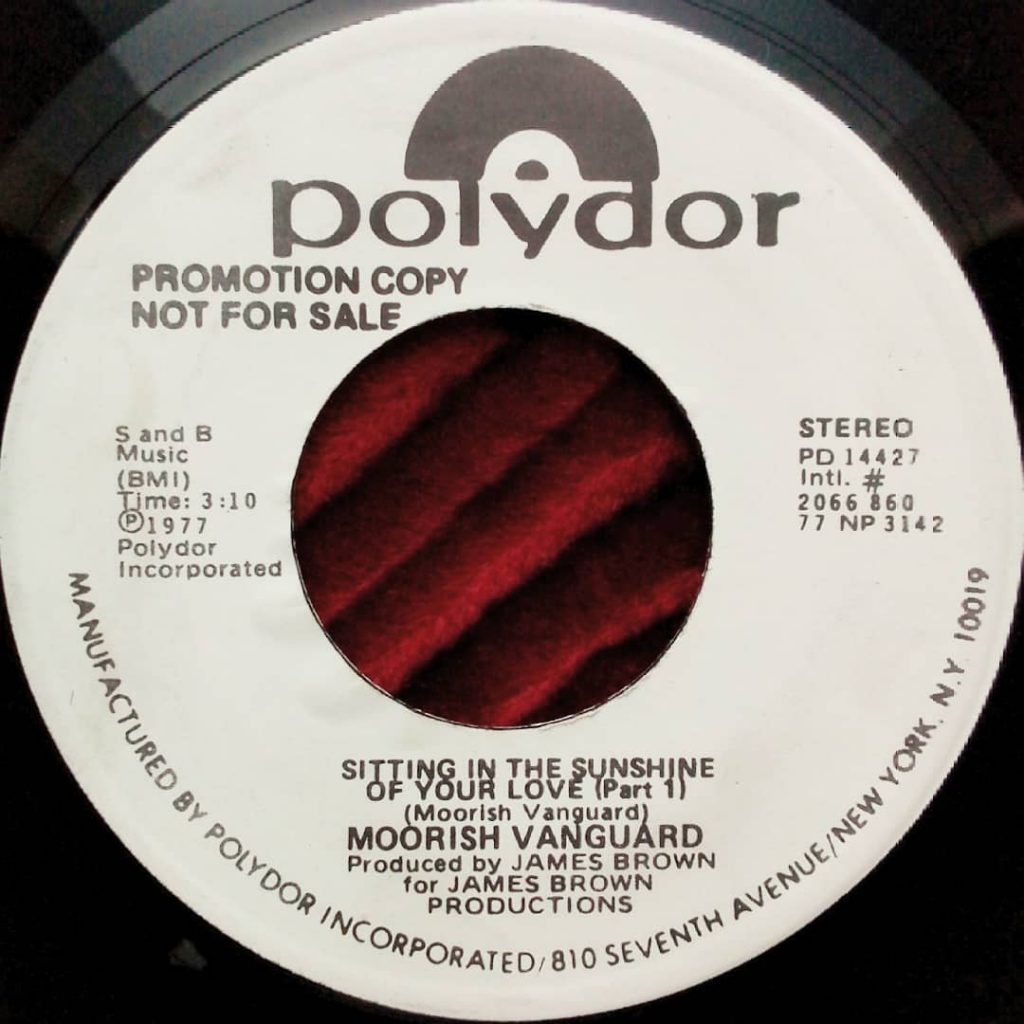 polydor
PROMOTION COPY
NOT FOR SALE
S and B
Music
(BMI)
Time: 3:10
Ⓟ1977
Polydor
Incorporated
STEREO
PD 14427
Intl. #
2066 860
77 NP 3142
SITTING IN THE SUNSHINE
OF YOUR LOVE (Part 1)
(Moorish Vanguard)
MOORISH VANGUARD
Produced by JAMES BROWN
for JAMES BROWN
PRODUCTIONS
MANUFACTURED BY POLYDOR INCORPORATED/810 SEVENTH AVENUE/NEW YORK, N.Y. 10019